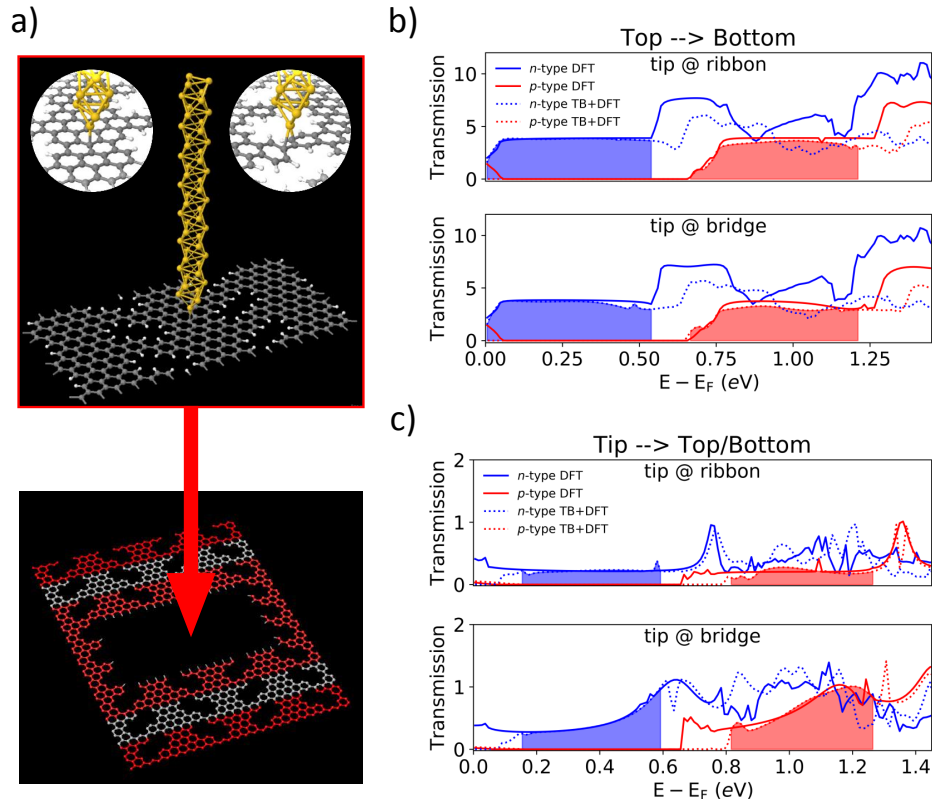 a)
b)
Top --> Bottom
tip @ ribbon
n-type DFT
p-type DFT
n-type TB+DFT
p-type TB+DFT
Transmission
10
5
0
tip @ bridge
Transmission
10
5
0
0.00 0.25 0.50 0.75 1.00 1.25
E − E_F (eV)
c)
Tip --> Top/Bottom
tip @ ribbon
n-type DFT
p-type DFT
n-type TB+DFT
p-type TB+DFT
Transmission
2
1
0
tip @ bridge
Transmission
2
1
0
0.0 0.2 0.4 0.6 0.8 1.0 1.2 1.4
E − E_F (eV)